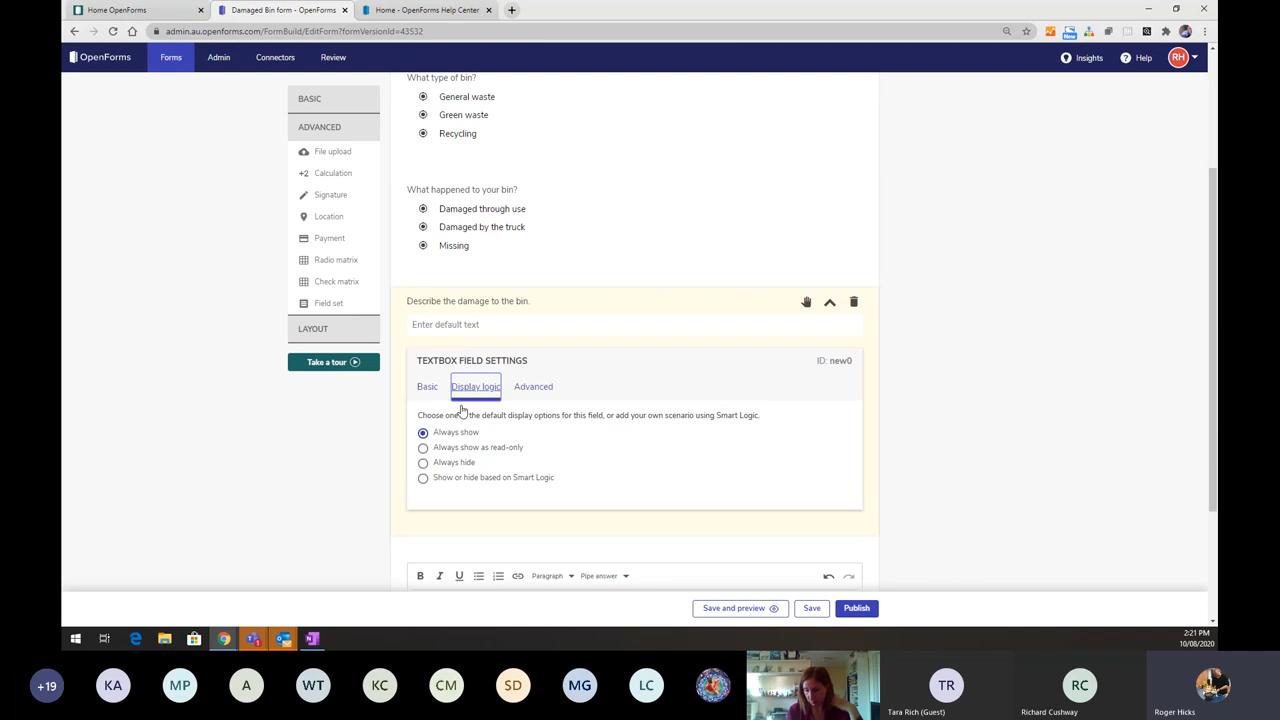 Home OpenForms
Damaged Bin form - OpenForms
Home - OpenForms Help Center
admin.au.openforms.com/FormBuild/EditForm?formVersionId=43532
New
OpenForms
Forms
Admin
Connectors
Review
Insights
Help
RH
BASIC
ADVANCED
File upload
+2 Calculation
Signature
Location
Payment
Radio matrix
Check matrix
Field set
LAYOUT
Take a tour
What type of bin?
General waste
Green waste
Recycling
What happened to your bin?
Damaged through use
Damaged by the truck
Missing
Describe the damage to the bin.
Enter default text
TEXTBOX FIELD SETTINGS
ID: new0
Basic
Display logic
Advanced
Choose one the default display options for this field, or add your own scenario using Smart Logic.
Always show
Always show as read-only
Always hide
Show or hide based on Smart Logic
B I U
Paragraph
Pipe answer
Save and preview
Save
Publish
2:21 PM
10/08/2020
+19
KA
MP
A
WT
KC
CM
SD
MG
LC
TR
RC
Tara Rich (Guest)
Richard Cushway
Roger Hicks